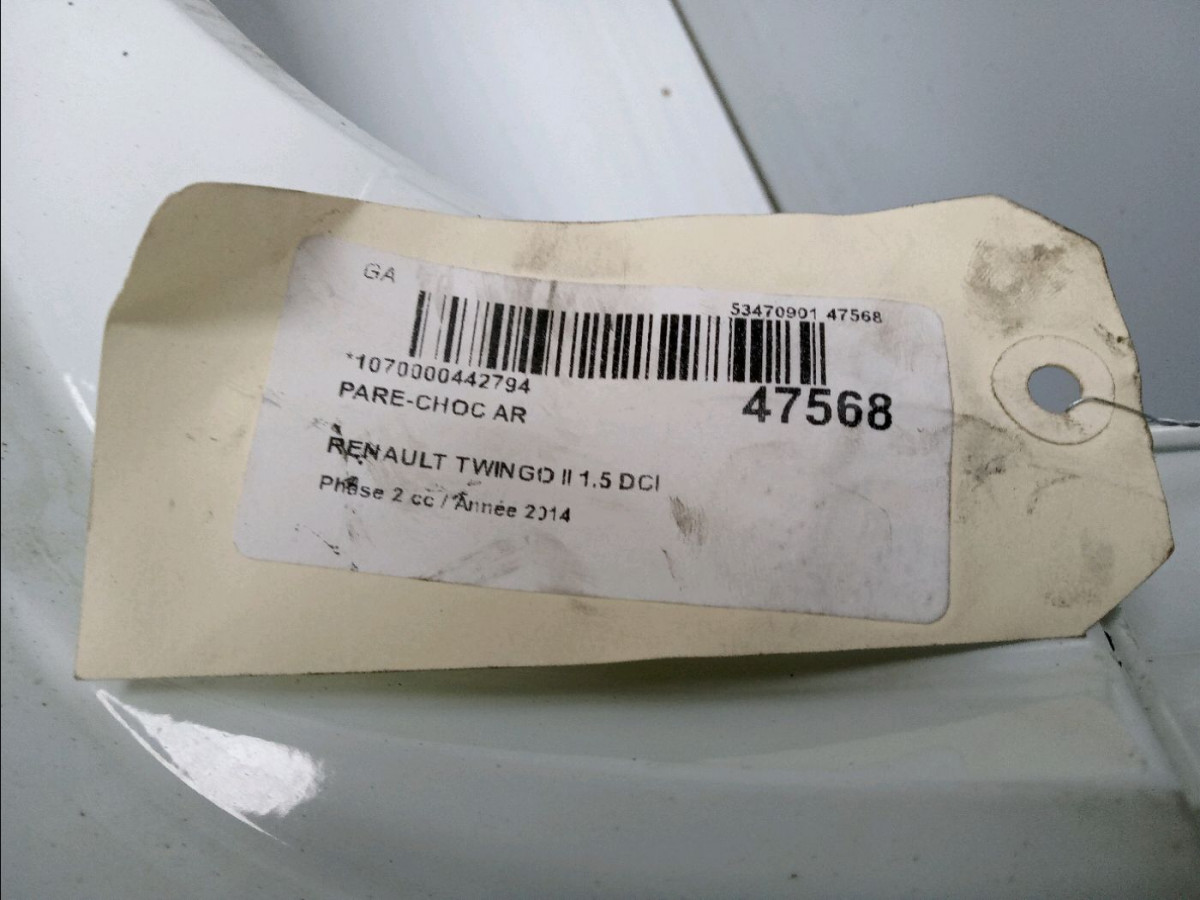 GA
53470901 47568
*1070000442794
47568
PARE-CHOC AR
RENAULT TWINGO II 1.5 DCI
Phase 2 cc / Année 2014